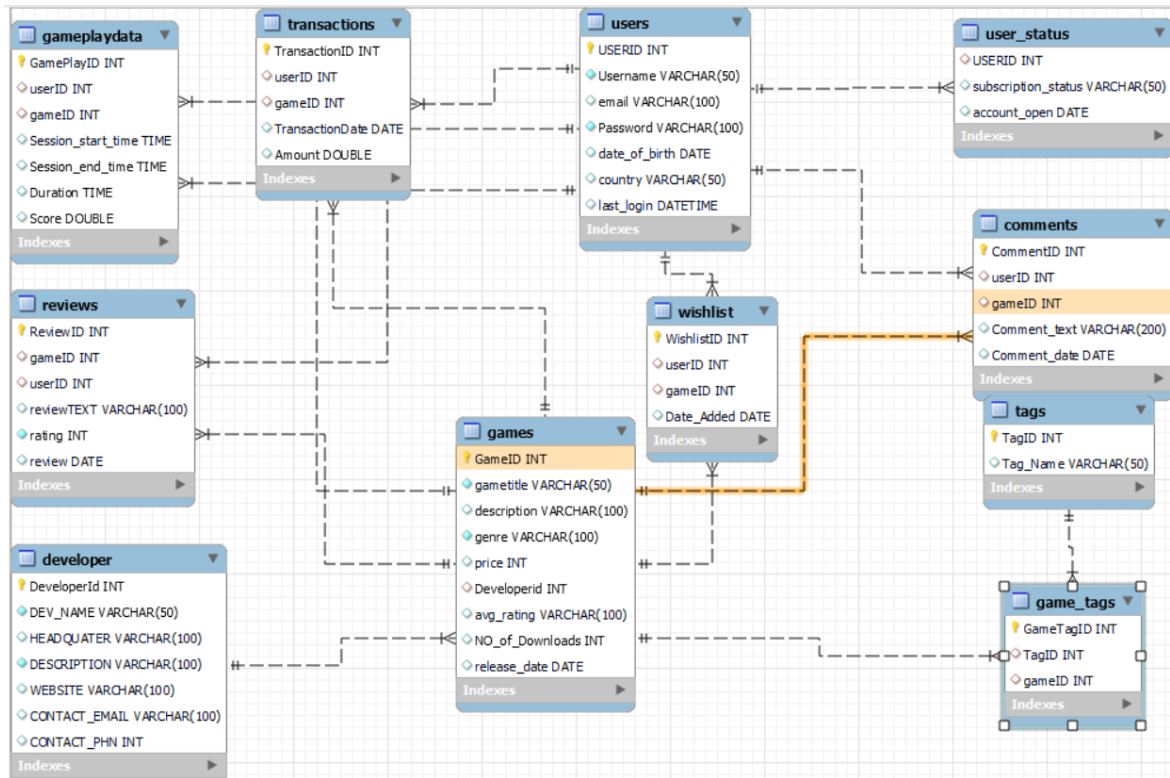 gameplaydata
GamePlayID INT
userID INT
gameID INT
Session_start_time TIME
Session_end_time TIME
Duration TIME
Score DOUBLE
Indexes
transactions
TransactionID INT
userID INT
gameID INT
TransactionDate DATE
Amount DOUBLE
Indexes
users
USERID INT
Username VARCHAR(50)
email VARCHAR(100)
Password VARCHAR(100)
date_of_birth DATE
country VARCHAR(50)
last_login DATETIME
Indexes
user_status
USERID INT
subscription_status VARCHAR(50)
account_open DATE
Indexes
comments
CommentID INT
userID INT
gameID INT
Comment_text VARCHAR(200)
Comment_date DATE
Indexes
reviews
ReviewID INT
gameID INT
userID INT
reviewTEXT VARCHAR(100)
rating INT
review DATE
Indexes
wishlist
WishlistID INT
userID INT
gameID INT
Date_Added DATE
Indexes
tags
TagID INT
Tag_Name VARCHAR(50)
Indexes
games
GameID INT
gametitle VARCHAR(50)
description VARCHAR(100)
genre VARCHAR(100)
price INT
Developerid INT
avg_rating VARCHAR(100)
NO_of_Downloads INT
release_date DATE
Indexes
developer
DeveloperId INT
DEV_NAME VARCHAR(50)
HEADQUATER VARCHAR(100)
DESCRIPTION VARCHAR(100)
WEBSITE VARCHAR(100)
CONTACT_EMAIL VARCHAR(100)
CONTACT_PHN INT
Indexes
game_tags
GameTagID INT
TagID INT
gameID INT
Indexes